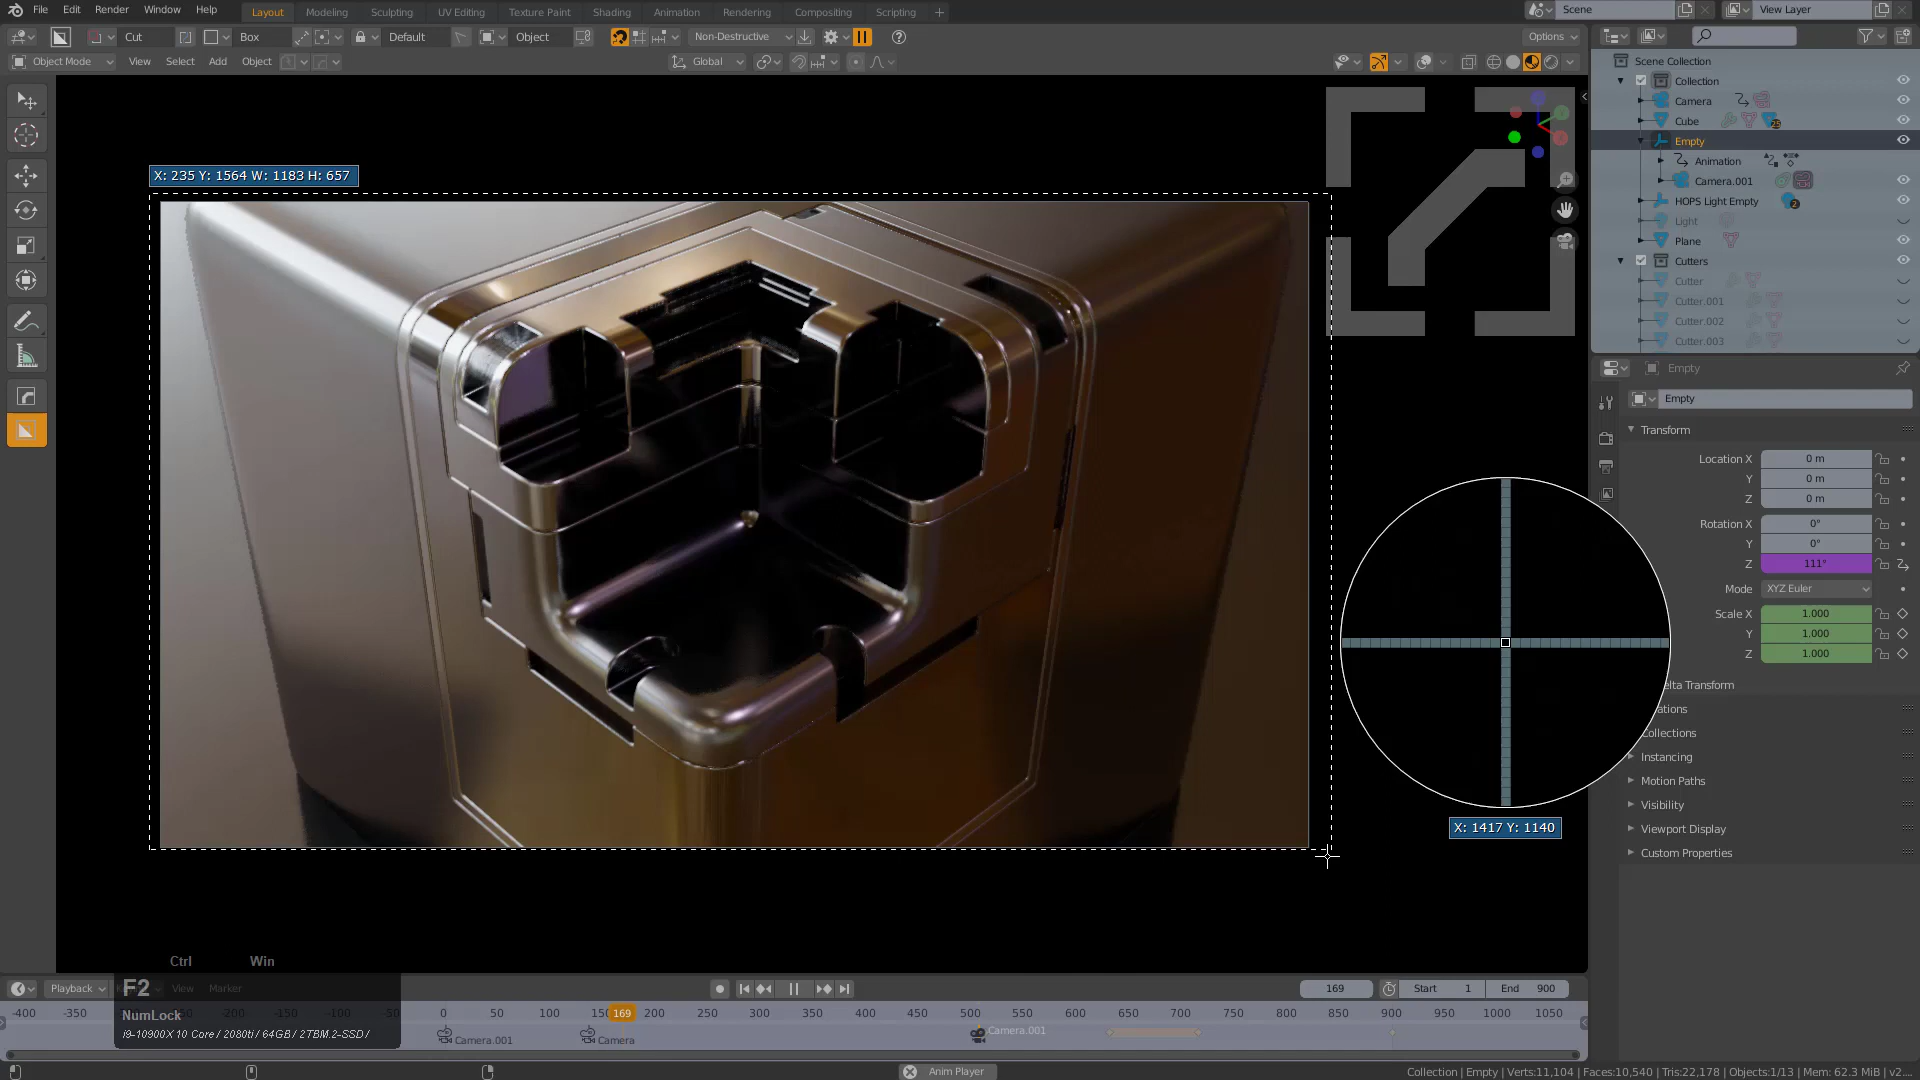 File Edit Render Window Help Layout Modeling Sculpting UV Editing Texture Paint Shading Animation Rendering Compositing Scripting + Scene View Layer
Cut Box Default Object Non-Destructive Options
Object Mode View Select Add Object Global
Scene Collection
Collection
Camera
Cube
25
Empty
Animation
Camera.001
HOPS Light Empty
2
Light
Plane
Cutters
Cutter
Cutter.001
Cutter.002
Cutter.003
X: 235 Y: 1564 W: 1183 H: 657
Empty
Empty
Transform
Location X 0 m
Y 0 m
Z 0 m
Rotation X 0°
Y 0°
Z 111°
Mode XYZ Euler
Scale X 1.000
Y 1.000
Z 1.000
elta Transform
ations
Collections
Instancing
Motion Paths
Visibility
Viewport Display
Custom Properties
X: 1417 Y: 1140
Ctrl Win
F2
NumLock
i9-10900X 10 Core / 2080ti / 64GB / 2TBM.2-SSD /
Playback View Marker 169 Start 1 End 900
-400 -350 0 50 100 150 169 200 250 300 350 400 450 500 550 600 650 700 750 800 850 900 950 1000 1050
Camera.001 Camera Camera.001
Anim Player
Collection | Empty | Verts:11,104 | Faces:10,540 | Tris:22,178 | Objects:1/13 | Mem: 62.3 MiB | v2....